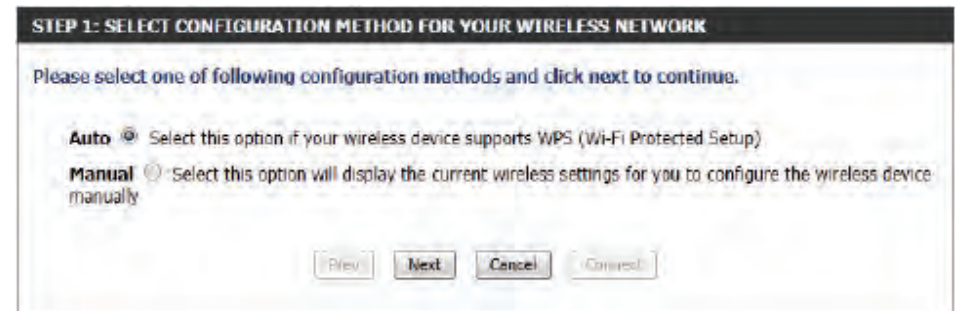 STEP 1: SELECT CONFIGURATION METHOD FOR YOUR WIRELESS NETWORK
Please select one of following configuration methods and click next to continue.
Auto Select this option if your wireless device supports WPS (Wi-Fi Protected Setup)
Manual Select this option will display the current wireless settings for you to configure the wireless device
manually
Prev Next Cancel Connect